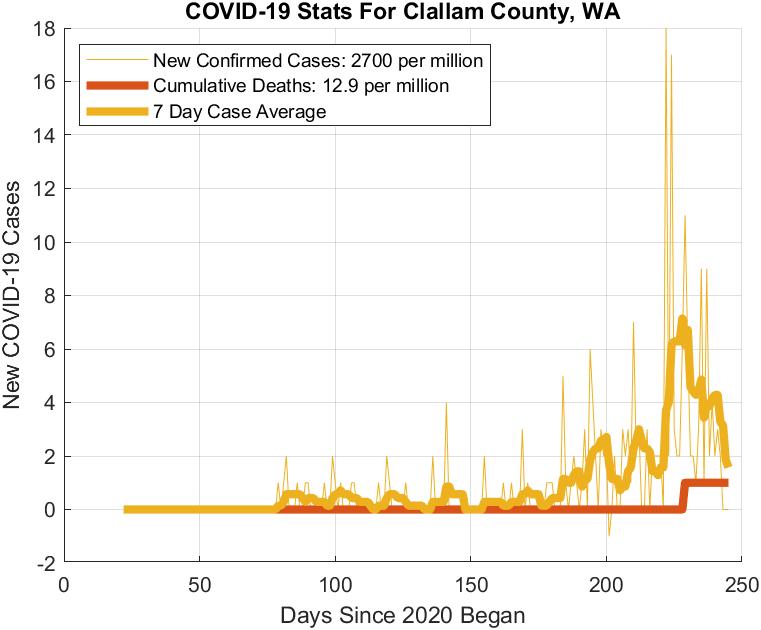 COVID-19 Stats For Clallam County, WA
New Confirmed Cases: 2700 per million
Cumulative Deaths: 12.9 per million
7 Day Case Average
New COVID-19 Cases
18
16
14
12
10
8
6
4
2
0
-2
0 50 100 150 200 250
Days Since 2020 Began